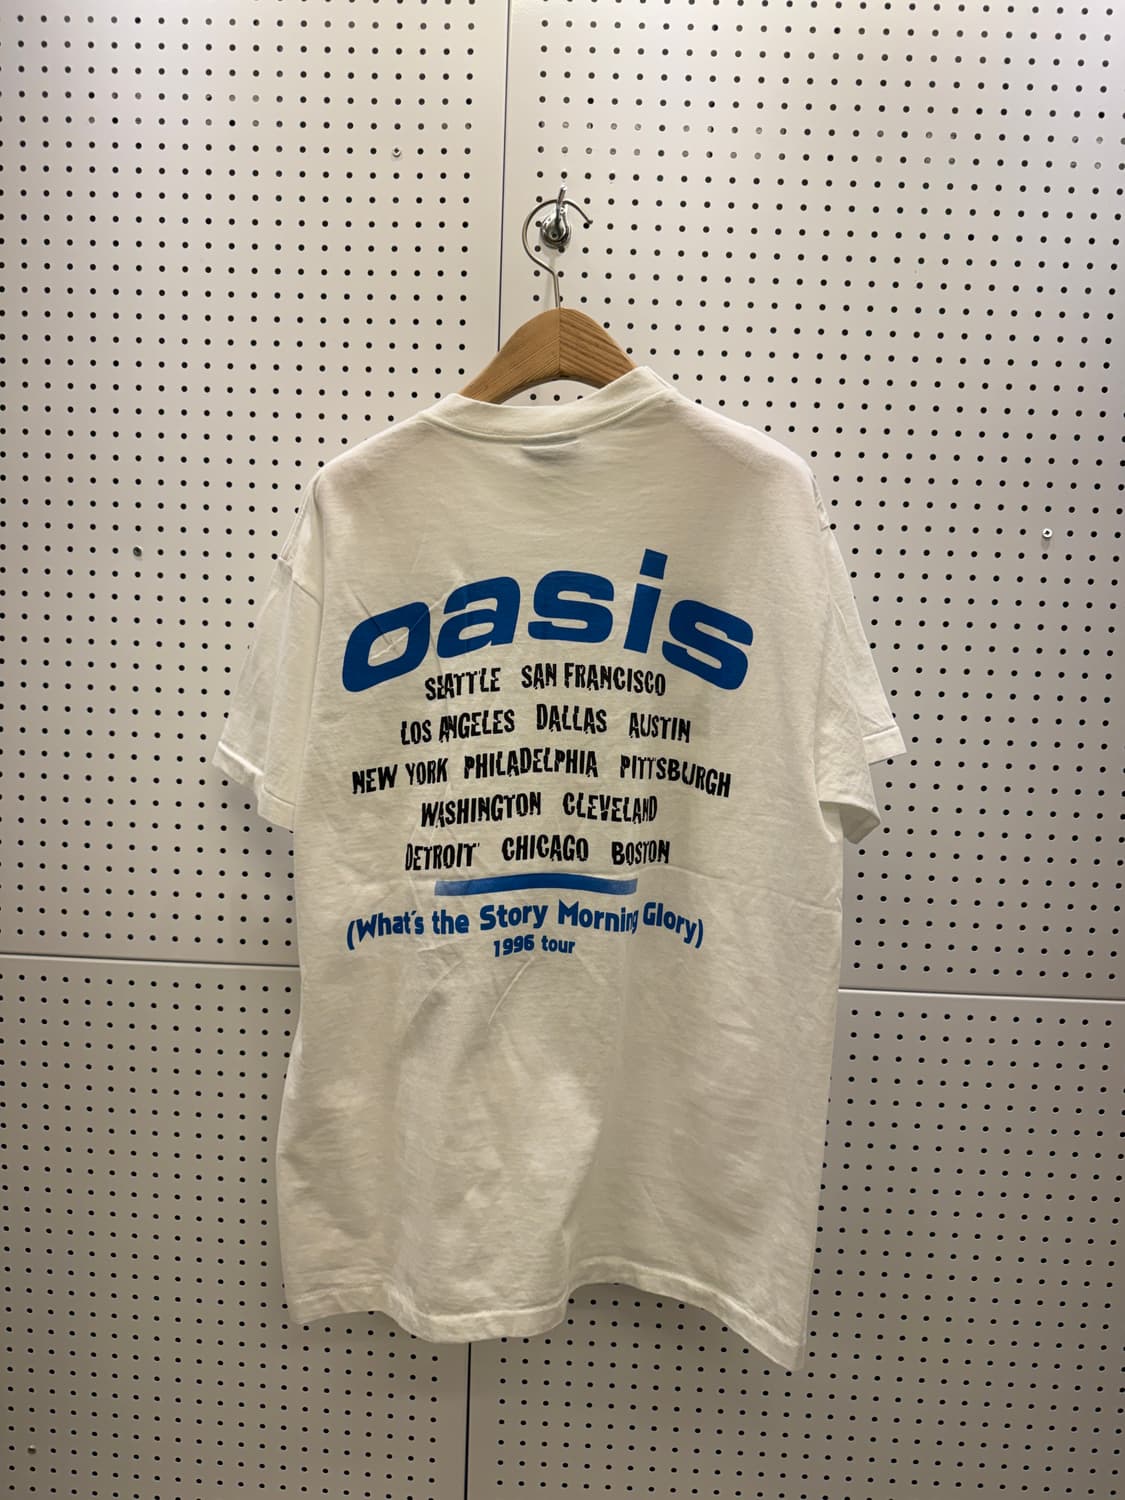 oasis
SEATTLE SAN FRANCISCO
LOS ANGELES DALLAS AUSTIN
NEW YORK PHILADELPHIA PITTSBURGH
WASHINGTON CLEVELAND
DETROIT CHICAGO BOSTON
(What's the Story Morning Glory)
1996 tour